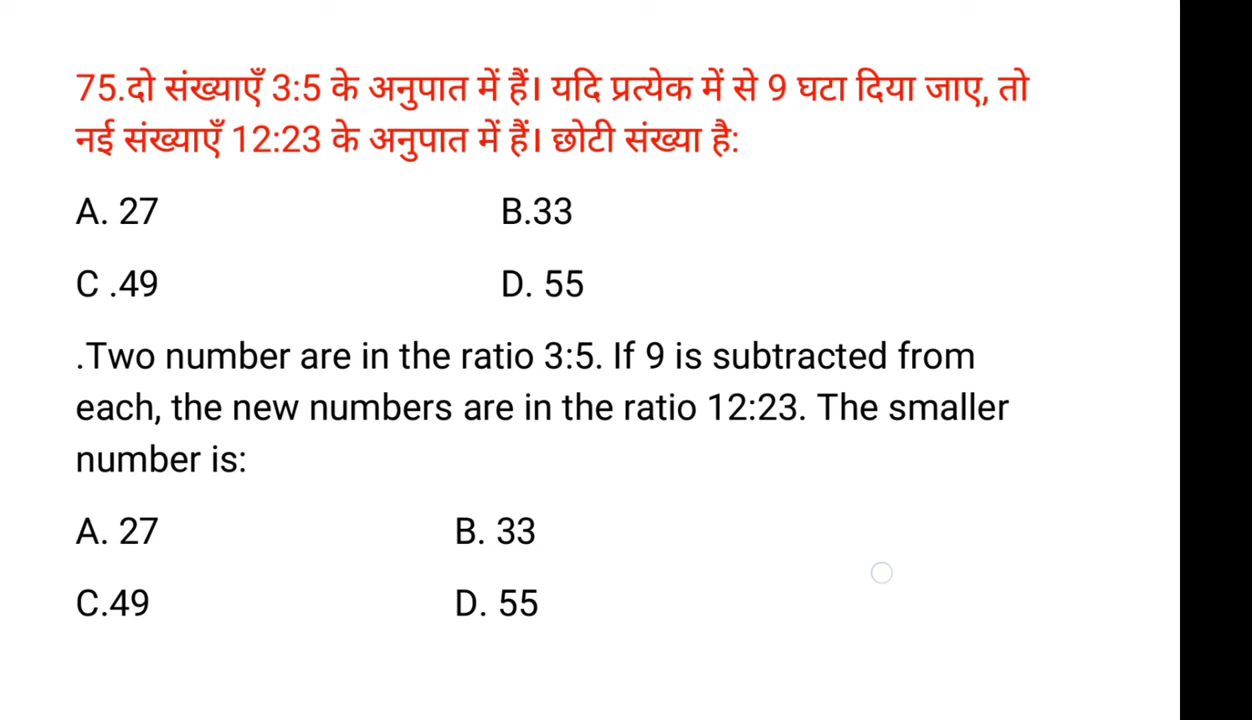 75.दो संख्याएँ 3:5 के अनुपात में हैं। यदि प्रत्येक में से 9 घटा दिया जाए, तो
नई संख्याएँ 12:23 के अनुपात में हैं। छोटी संख्या है:
A. 27 B.33
C .49 D. 55
.Two number are in the ratio 3:5. If 9 is subtracted from
each, the new numbers are in the ratio 12:23. The smaller
number is:
A. 27 B. 33
C.49 D. 55